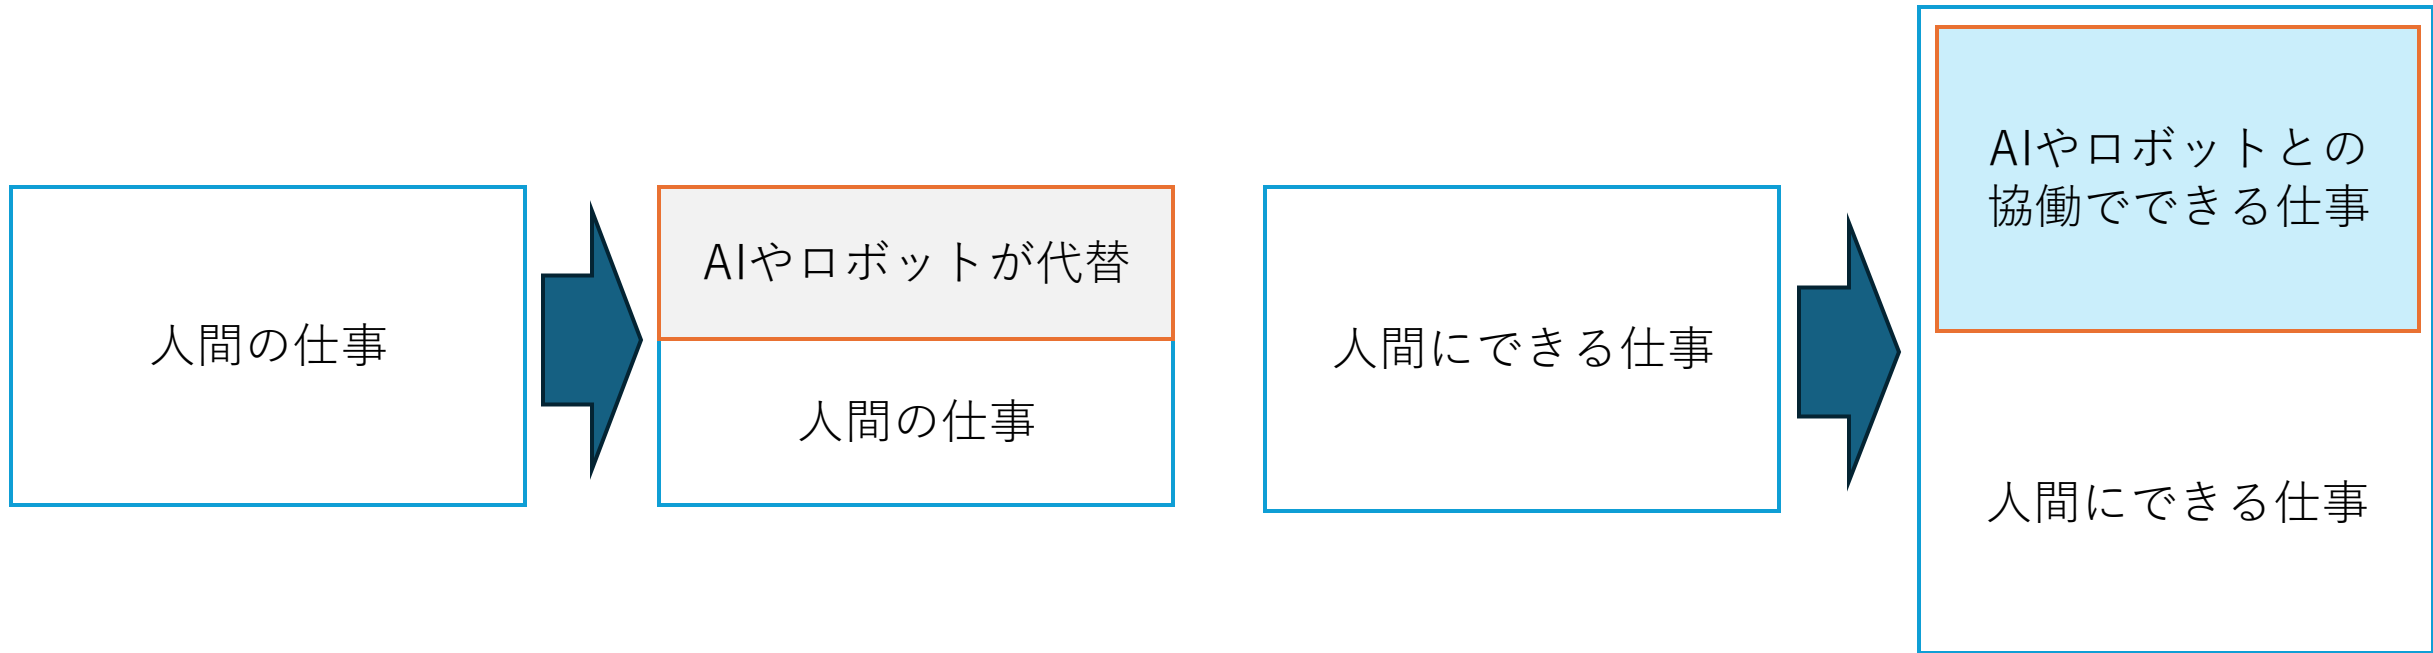 人間の仕事
AIやロボットが代替
人間の仕事
人間にできる仕事
AIやロボットとの
協働でできる仕事
人間にできる仕事